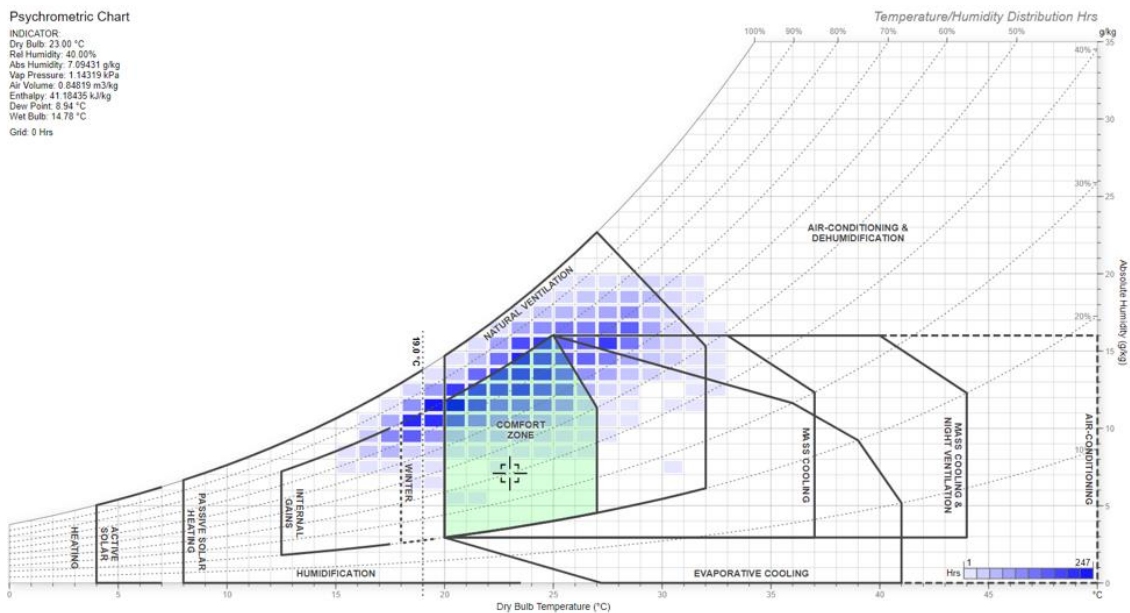 Psychrometric Chart
Temperature/Humidity Distribution Hrs
INDICATOR:
Dry Bulb: 23.00 °C
Rel Humidity: 40.00%
Abs Humidity: 7.09431 g/kg
Vap Pressure: 1.14319 kPa
Air Volume: 0.84819 m3/kg
Enthalpy: 41.18435 kJ/kg
Dew Point: 8.94 °C
Wet Bulb: 14.78 °C
Grid: 0 Hrs
100% 90% 85% 75% 70% 60% 50%
g/kg
35
40%
30
30%
AIR-CONDITIONING &
DEHUMIDIFICATION
NATURAL VENTILATION
20
20%
Absolute Humidity (g/kg)
19.0 °C
15
COMFORT
ZONE
10
10%
WINTER
INTERNAL
GAINS
PASSIVE SOLAR
HEATING
ACTIVE
SOLAR
HEATING
MASS COOLING
MASS COOLING &
NIGHT VENTILATION
AIR-CONDITIONING
5
HUMIDIFICATION
EVAPORATIVE COOLING
Hrs 1 247
0
0 5 10 15 20 25 30 35 40 °C
Dry Bulb Temperature (°C)